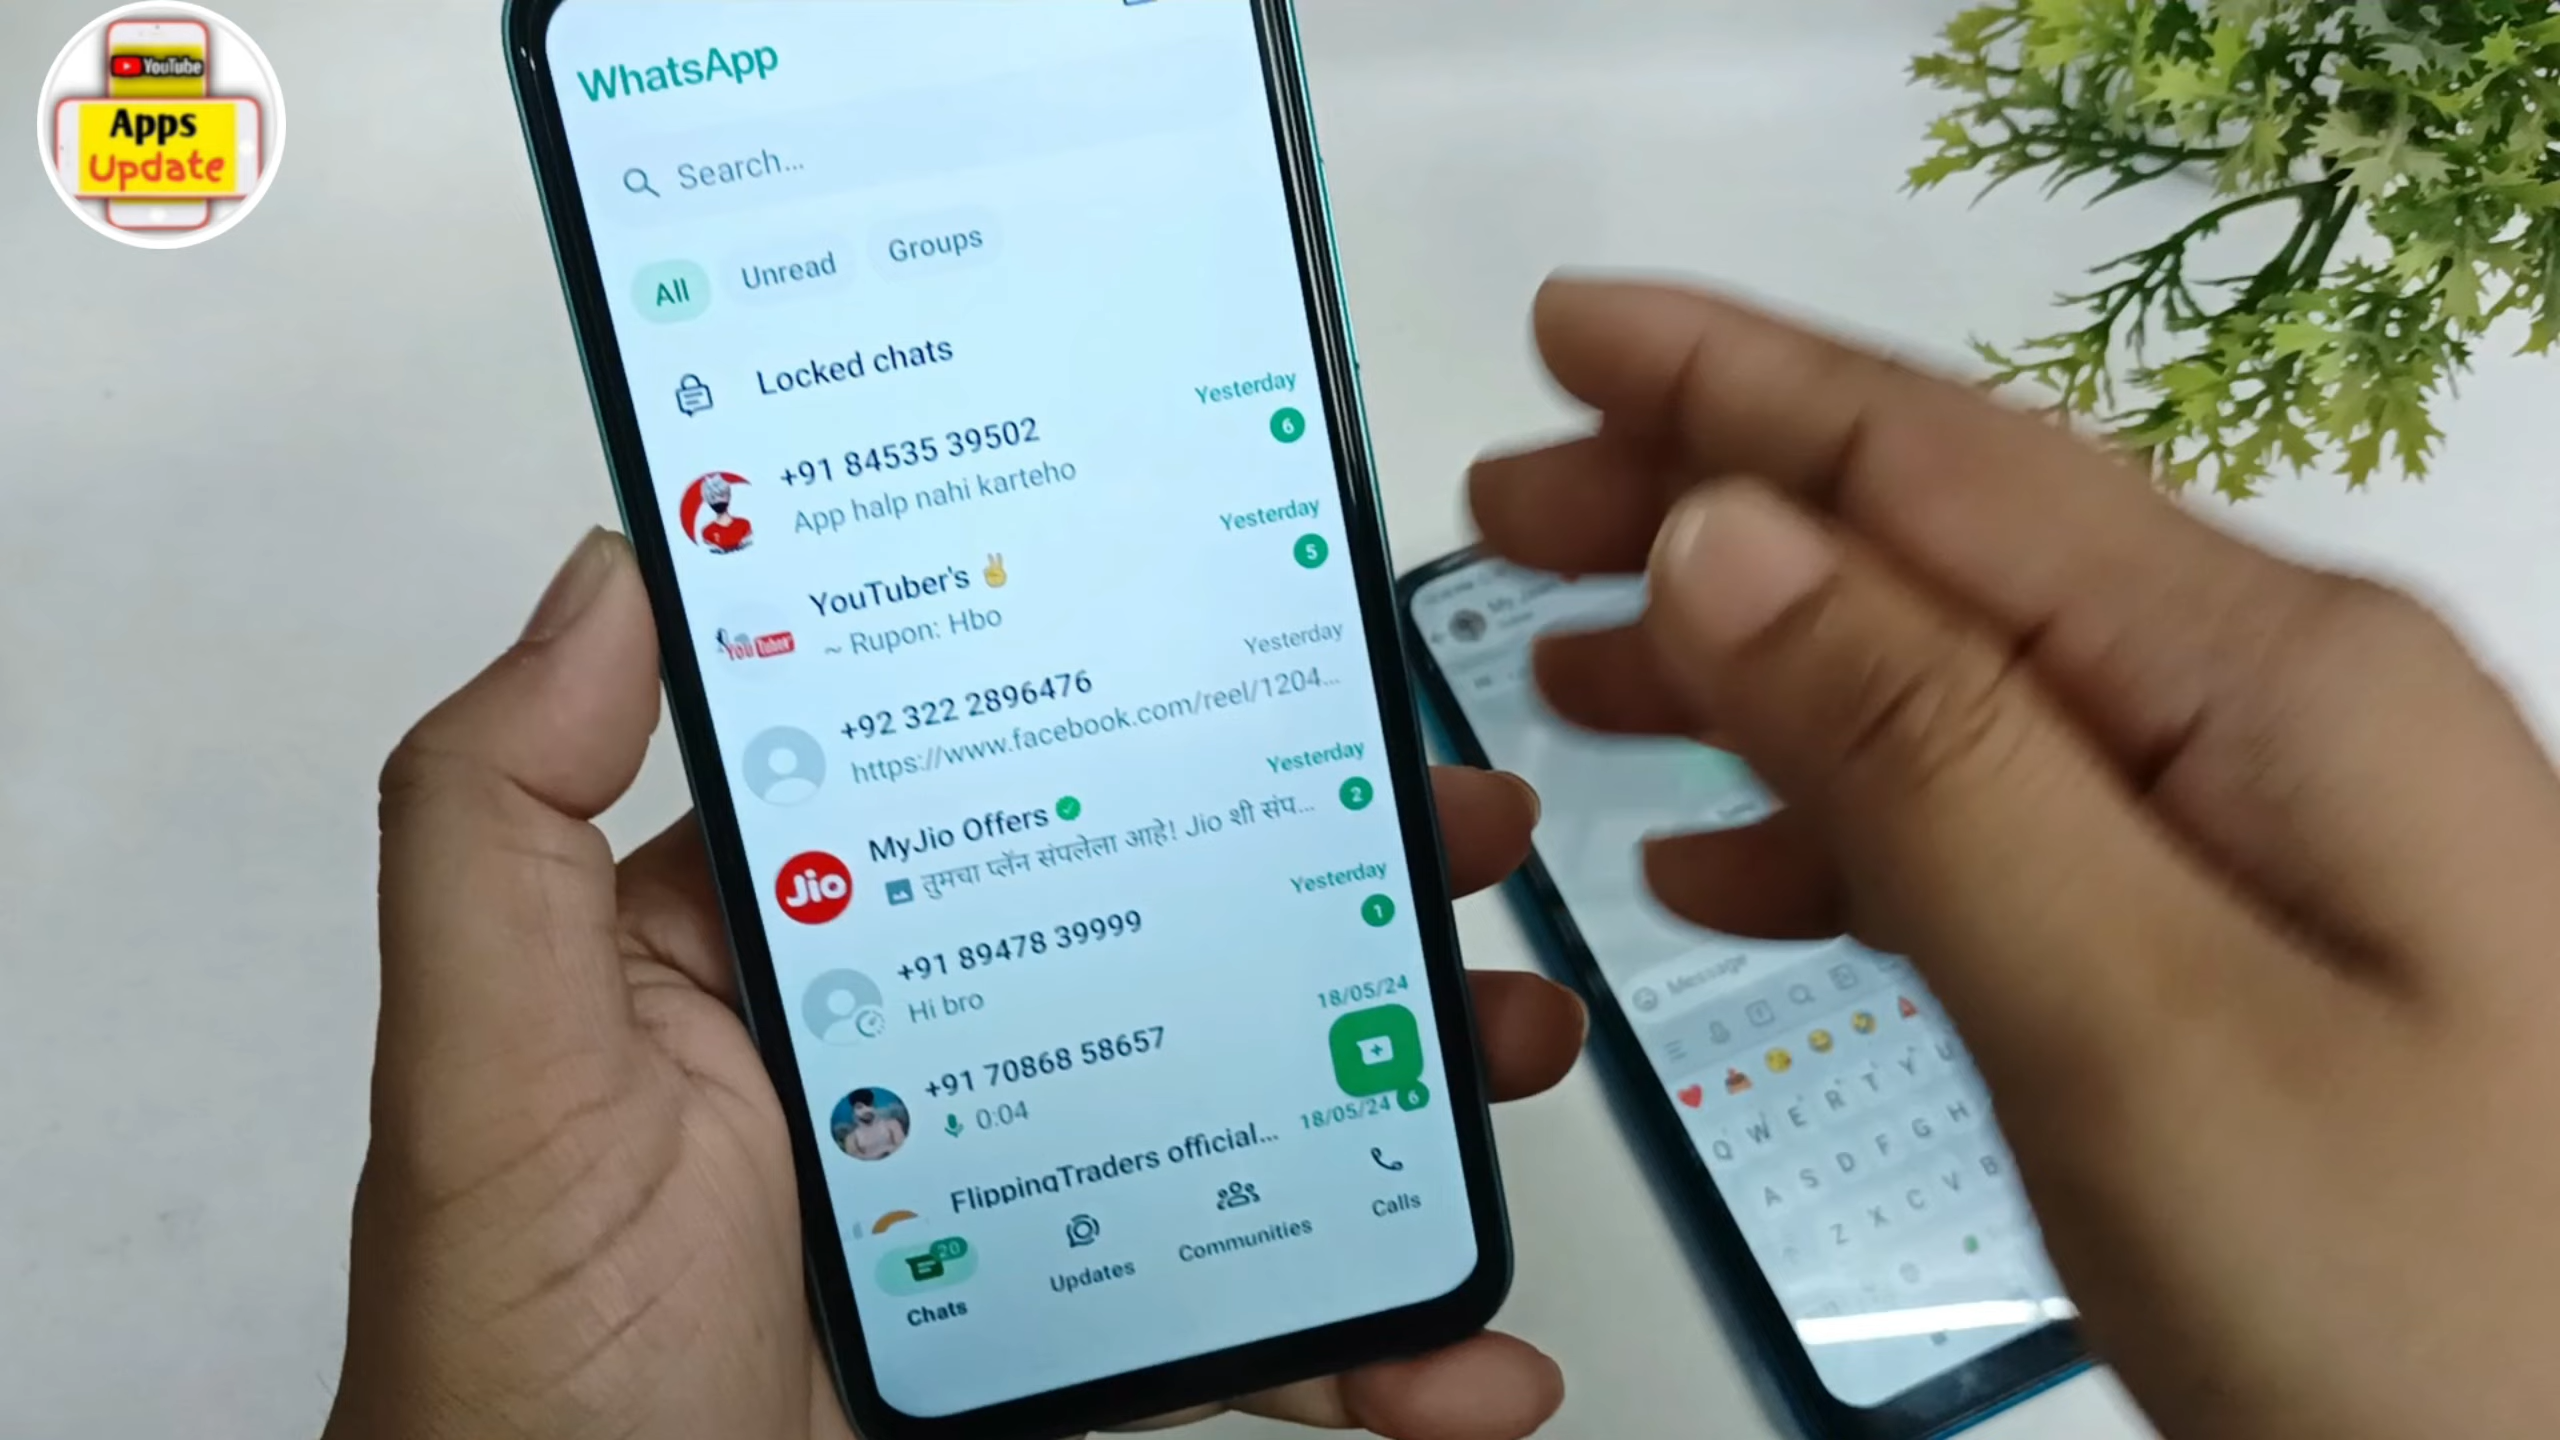 YouTube
Apps
Update
WhatsApp
Search...
All
Unread
Groups
Locked chats
+91 84535 39502
Yesterday
App halp nahi karteho
6
YouTuber's ✌
Yesterday
~ Rupon: Hbo
5
You Tuber
+92 322 2896476
Yesterday
https://www.facebook.com/reel/1204...
MyJio Offers
Yesterday
तुमचा प्लॅन संपलेला आहे! Jio शी संप...
2
Jio
+91 89478 39999
Yesterday
Hi bro
1
+91 70868 58657
18/05/24
0:04
FlippingTraders official...
18/05/24
6
20
Chats
Updates
Communities
Calls
Message
Q W E R T Y U
A S D F G H
Z X C V B